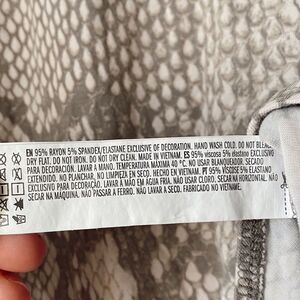 EN 95% RAYON 5% SPANDEX/ELASTANE EXCLUSIVE OF DECORATION. HAND WASH COLD. DO NOT BLEACH.
DRY FLAT. DO NOT IRON. DO NOT DRY CLEAN. MADE IN VIETNAM. ES 95% viscosa 5% elastano EXCLUSIVO
PARA DECORACIÓN. LAVAR A MANO. TEMPERATURA MÁXIMA 40 °C. NO USAR BLANQUEADOR. SECADO
EXTENDIDO. NO PLANCHAR. NO LIMPIEZA EN SECO. HECHO EN VIETNAM. PT 95% VISCOSE 5% ELASTANO
EXCLUSIVO PARA DECORAÇÃO. LAVAR A MÃO EM ÁGUA FRIA. NÃO USAR CLORO. SECAR NA HORIZONTAL. NÃO
SECAR NA MÁQUINA. NÃO PASSAR A FERRO. NÃO LAVAR A SECO. FABRICADO NO VIETNAME.